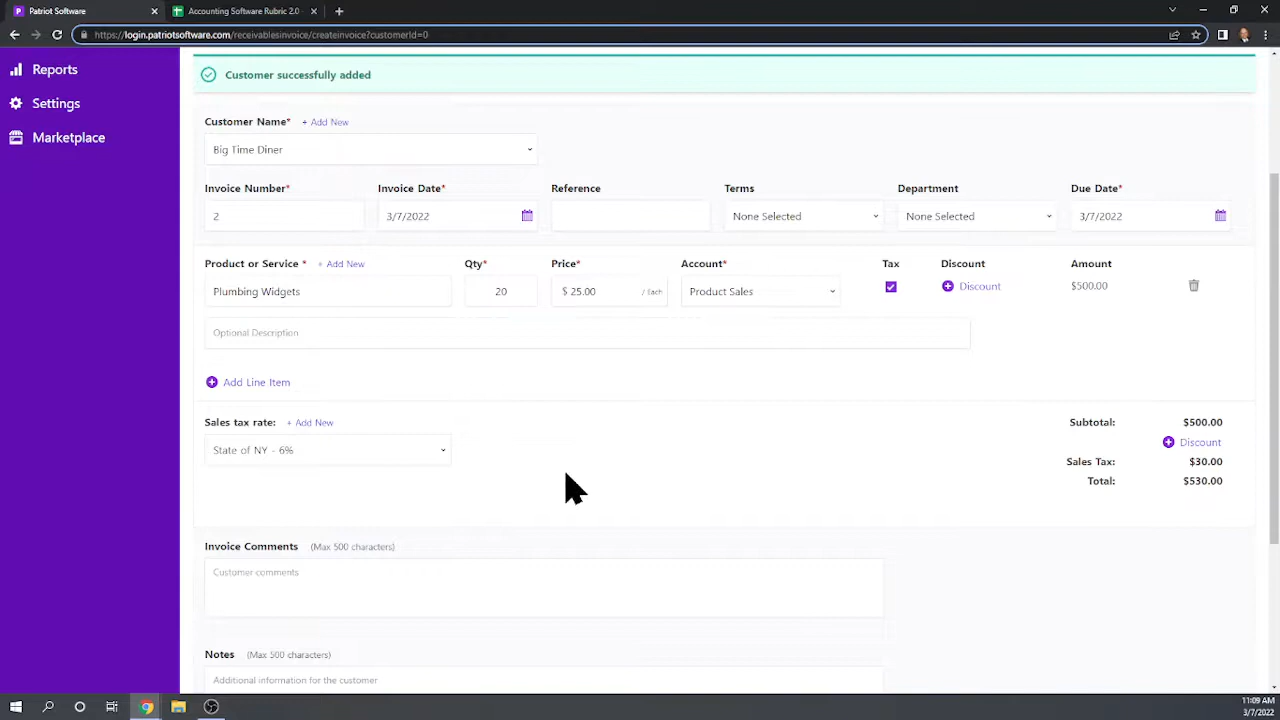 Patriot Software
Accounting Software Rubric 2.0 -
https://login.patriotsoftware.com/receivablesinvoice/createinvoice?customerId=0
Reports
Settings
Marketplace
Customer successfully added
Customer Name* + Add New
Big Time Diner
Invoice Number* Invoice Date* Reference Terms Department Due Date*
2 3/7/2022 None Selected None Selected 3/7/2022
Product or Service * + Add New Qty* Price* Account* Tax Discount Amount
Plumbing Widgets 20 $ 25.00 / Each Product Sales Discount $500.00
Optional Description
Add Line Item
Sales tax rate: + Add New Subtotal: $500.00
State of NY - 6% Discount
Sales Tax: $30.00
Total: $530.00
Invoice Comments (Max 500 characters)
Customer comments
Notes (Max 500 characters)
Additional information for the customer
11:09 AM
3/7/2022